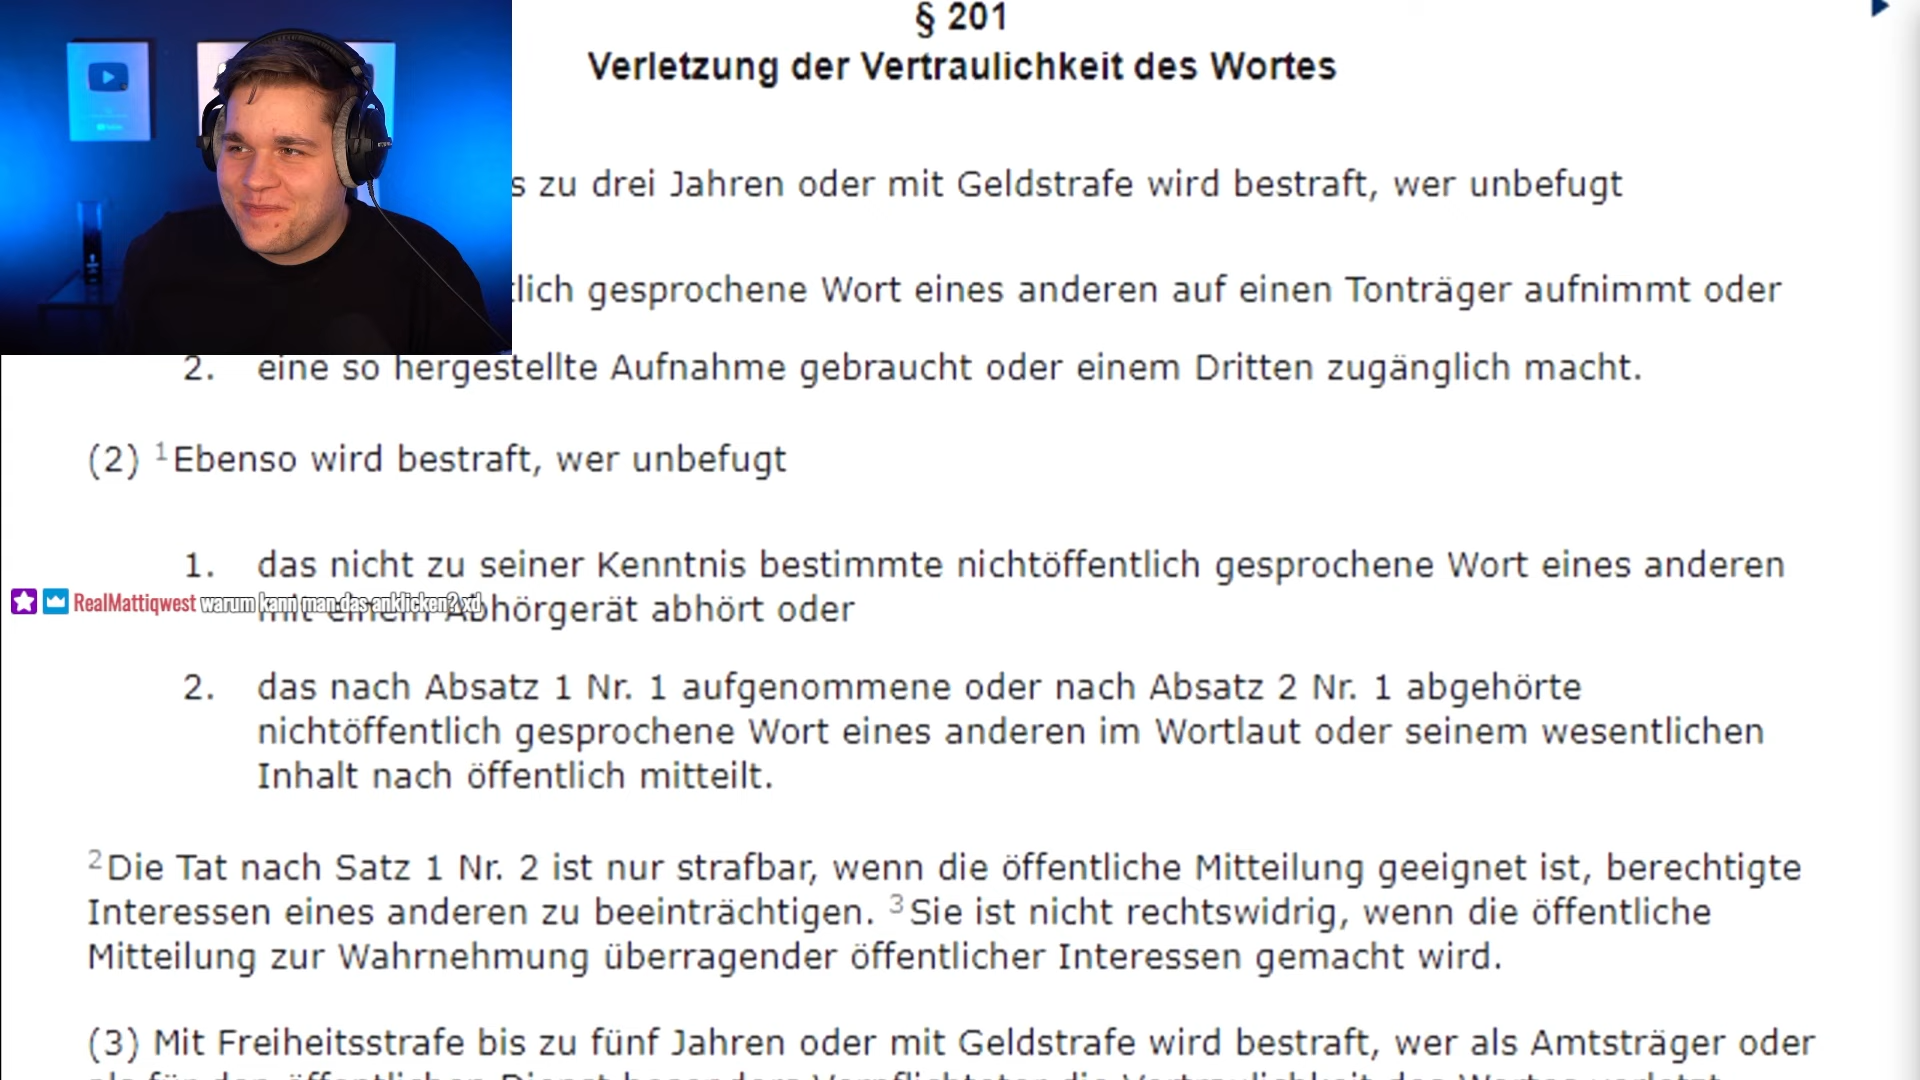 § 201
Verletzung der Vertraulichkeit des Wortes
s zu drei Jahren oder mit Geldstrafe wird bestraft, wer unbefugt
lich gesprochene Wort eines anderen auf einen Tonträger aufnimmt oder
2. eine so hergestellte Aufnahme gebraucht oder einem Dritten zugänglich macht.
(2) ¹Ebenso wird bestraft, wer unbefugt
1. das nicht zu seiner Kenntnis bestimmte nichtöffentlich gesprochene Wort eines anderen
RealMattiqwest warum kann man das anklicken? xd
mit einem Abhörgerät abhört oder
2. das nach Absatz 1 Nr. 1 aufgenommene oder nach Absatz 2 Nr. 1 abgehörte
nichtöffentlich gesprochene Wort eines anderen im Wortlaut oder seinem wesentlichen
Inhalt nach öffentlich mitteilt.
²Die Tat nach Satz 1 Nr. 2 ist nur strafbar, wenn die öffentliche Mitteilung geeignet ist, berechtigte
Interessen eines anderen zu beeinträchtigen. ³Sie ist nicht rechtswidrig, wenn die öffentliche
Mitteilung zur Wahrnehmung überragender öffentlicher Interessen gemacht wird.
(3) Mit Freiheitsstrafe bis zu fünf Jahren oder mit Geldstrafe wird bestraft, wer als Amtsträger oder